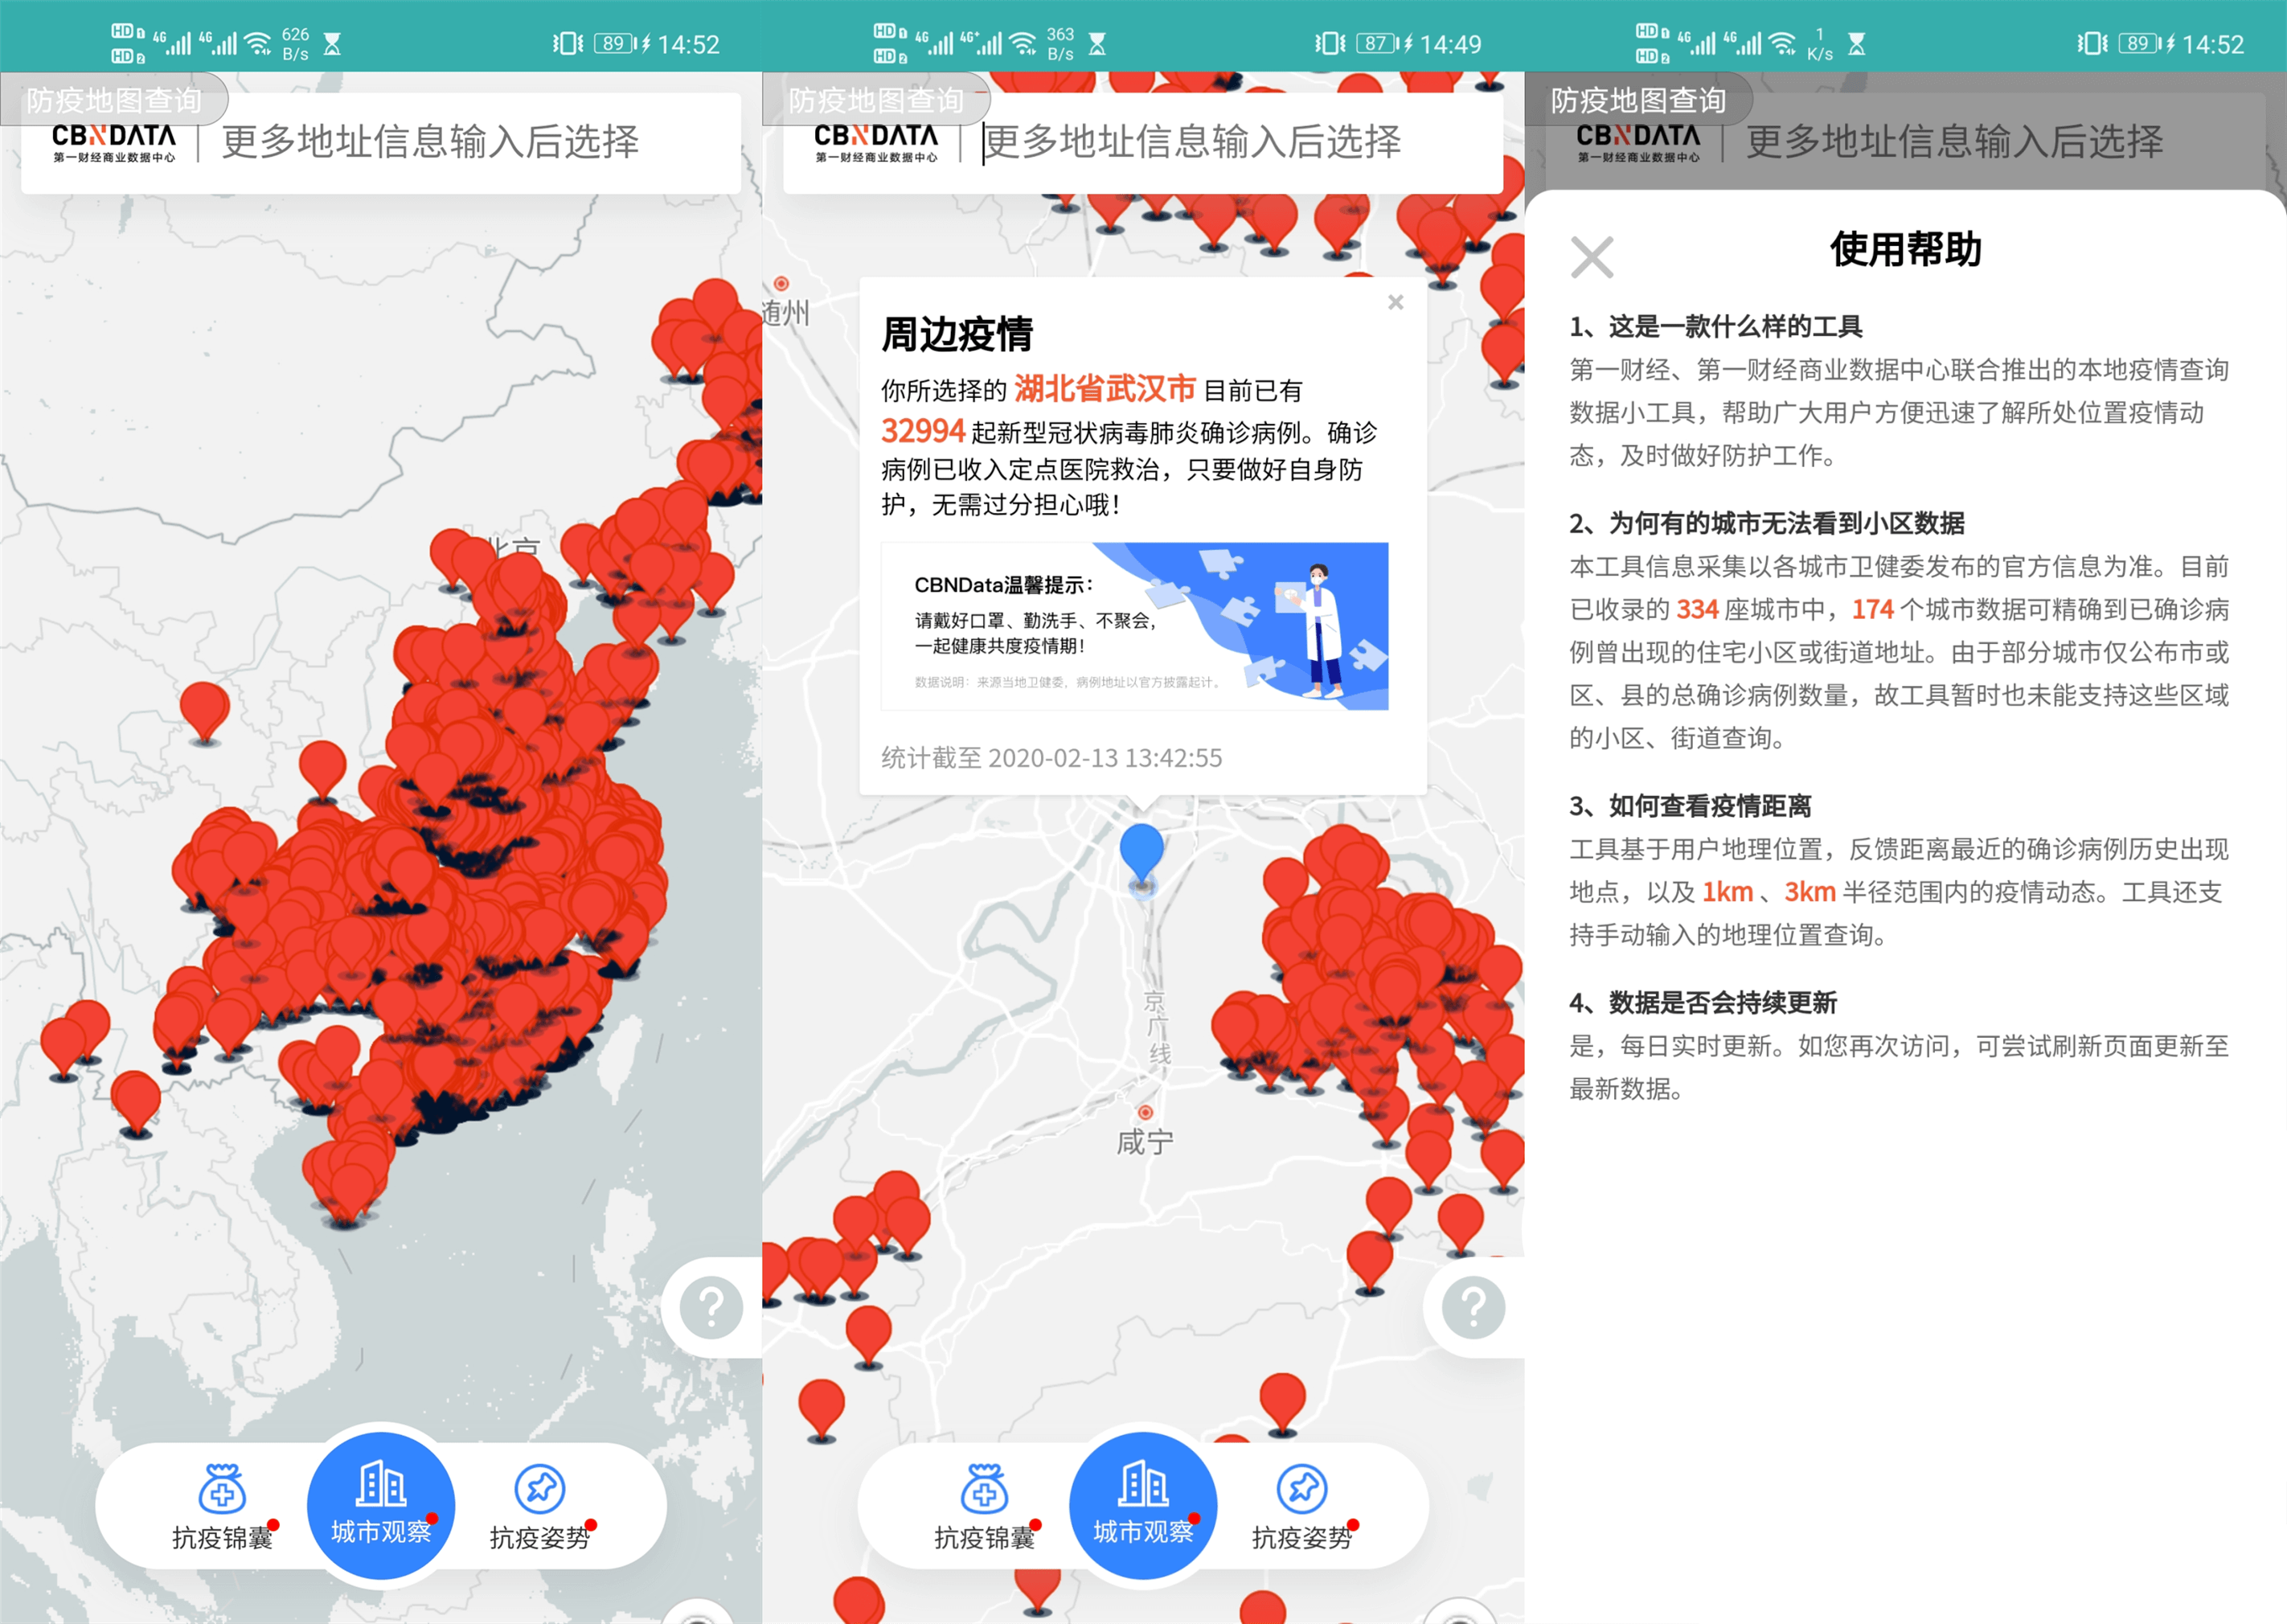 HD 1 4G 4G 626
HD 2 B/s
89 14:52
防疫地图查询
CBNDATA
第一财经商业数据中心
更多地址信息输入后选择
北京
抗疫锦囊
城市观察
抗疫姿势
HD 1 4G 4G+ 363
HD 2 B/s
87 14:49
防疫地图查询
CBNDATA
第一财经商业数据中心
更多地址信息输入后选择
随州
周边疫情
你所选择的 湖北省武汉市 目前已有
32994 起新型冠状病毒肺炎确诊病例。确诊
病例已收入定点医院救治，只要做好自身防
护，无需过分担心哦！
CBNData温馨提示：
请戴好口罩、勤洗手、不聚会，
一起健康共度疫情期！
数据说明：来源当地卫健委，病例地址以官方披露起计。
统计截至 2020-02-13 13:42:55
京广线
咸宁
抗疫锦囊
城市观察
抗疫姿势
HD 1 4G 4G 1
HD 2 K/s
89 14:52
防疫地图查询
CBNDATA
第一财经商业数据中心
更多地址信息输入后选择
使用帮助
1、这是一款什么样的工具
第一财经、第一财经商业数据中心联合推出的本地疫情查询
数据小工具，帮助广大用户方便迅速了解所处位置疫情动
态，及时做好防护工作。
2、为何有的城市无法看到小区数据
本工具信息采集以各城市卫健委发布的官方信息为准。目前
已收录的 334 座城市中，174 个城市数据可精确到已确诊病
例曾出现的住宅小区或街道地址。由于部分城市仅公布市或
区、县的总确诊病例数量，故工具暂时也未能支持这些区域
的小区、街道查询。
3、如何查看疫情距离
工具基于用户地理位置，反馈距离最近的确诊病例历史出现
地点，以及 1km 、3km 半径范围内的疫情动态。工具还支
持手动输入的地理位置查询。
4、数据是否会持续更新
是，每日实时更新。如您再次访问，可尝试刷新页面更新至
最新数据。